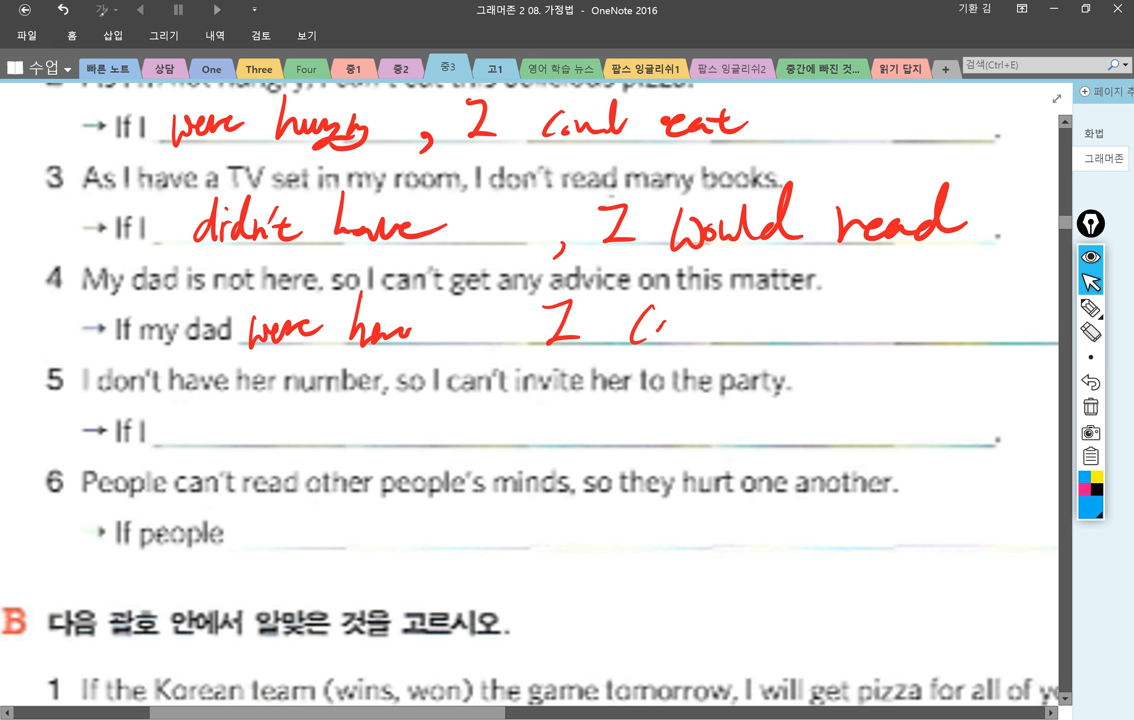 그래머존 2 08. 가정법 - OneNote 2016
기환 김
파일 홈 삽입 그리기 내역 검토 보기
수업 빠른 노트 상담 One Three Four 중1 중2 중3 고1 영어 학습 뉴스 팝스 잉글리쉬1 팝스 잉글리쉬2 중간에 빠진 것... 읽기 답지 + 검색(Ctrl+E)
페이지
화법
그래머존
→ If I were hungry, I could eat .
3 As I have a TV set in my room, I don't read many books.
→ If I didn't have , I would read .
4 My dad is not here, so I can't get any advice on this matter.
→ If my dad were here I
5 I don't have her number, so I can't invite her to the party.
→ If I .
6 People can't read other people's minds, so they hurt one another.
→ If people
B 다음 괄호 안에서 알맞은 것을 고르시오.
1 If the Korean team (wins, won) the game tomorrow, I will get pizza for all of